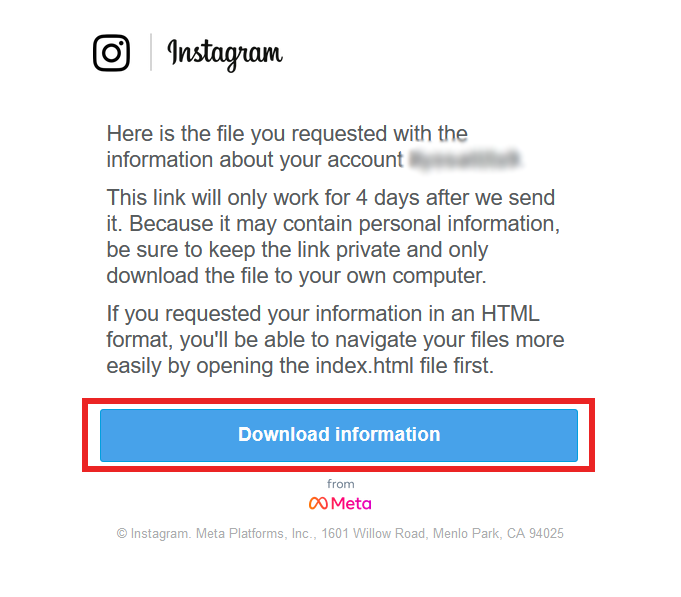 Instagram
Here is the file you requested with the
information about your account
This link will only work for 4 days after we send
it. Because it may contain personal information,
be sure to keep the link private and only
download the file to your own computer.
If you requested your information in an HTML
format, you'll be able to navigate your files more
easily by opening the index.html file first.
Download information
from
Meta
© Instagram. Meta Platforms, Inc., 1601 Willow Road, Menlo Park, CA 94025